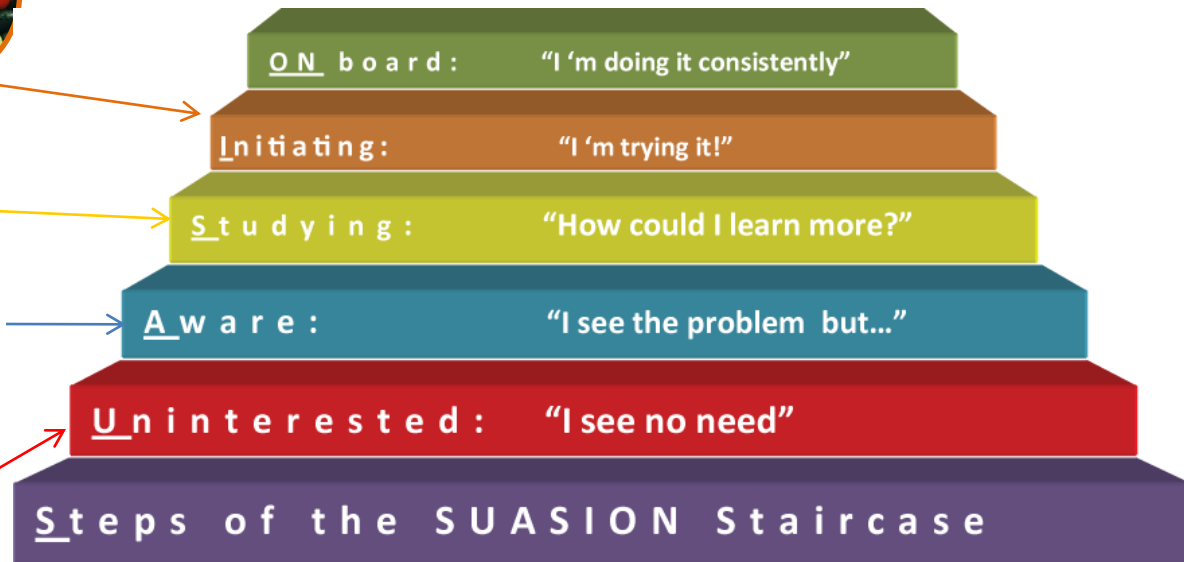 ON board: “I ‘m doing it consistently”
Initiating: “I ‘m trying it!”
Studying: “How could I learn more?”
Aware: “I see the problem but…”
Uninterested: “I see no need”
Steps of the SUASION Staircase